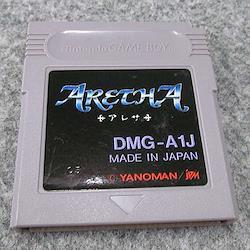 Nintendo GAME BOY
ARETHA
アレサ
DMG-A1J
MADE IN JAPAN
© YANOMAN/